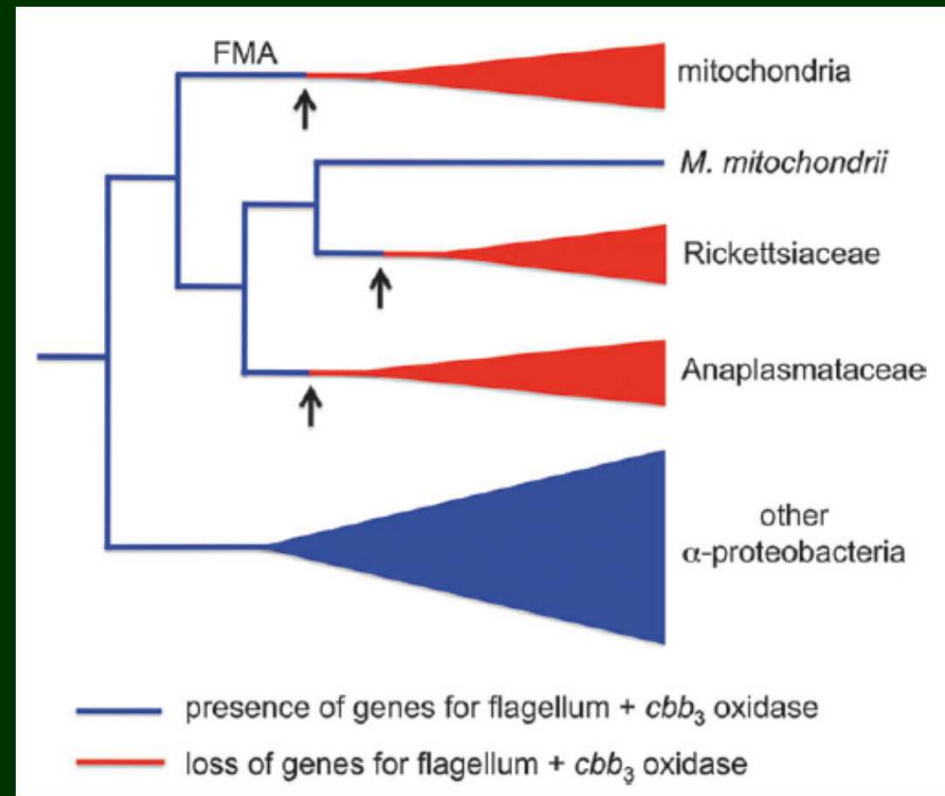 FMA
mitochondria
M. mitochondrii
Rickettsiaceae
Anaplasmataceae
other
α-proteobacteria
presence of genes for flagellum + cbb₃ oxidase
loss of genes for flagellum + cbb₃ oxidase